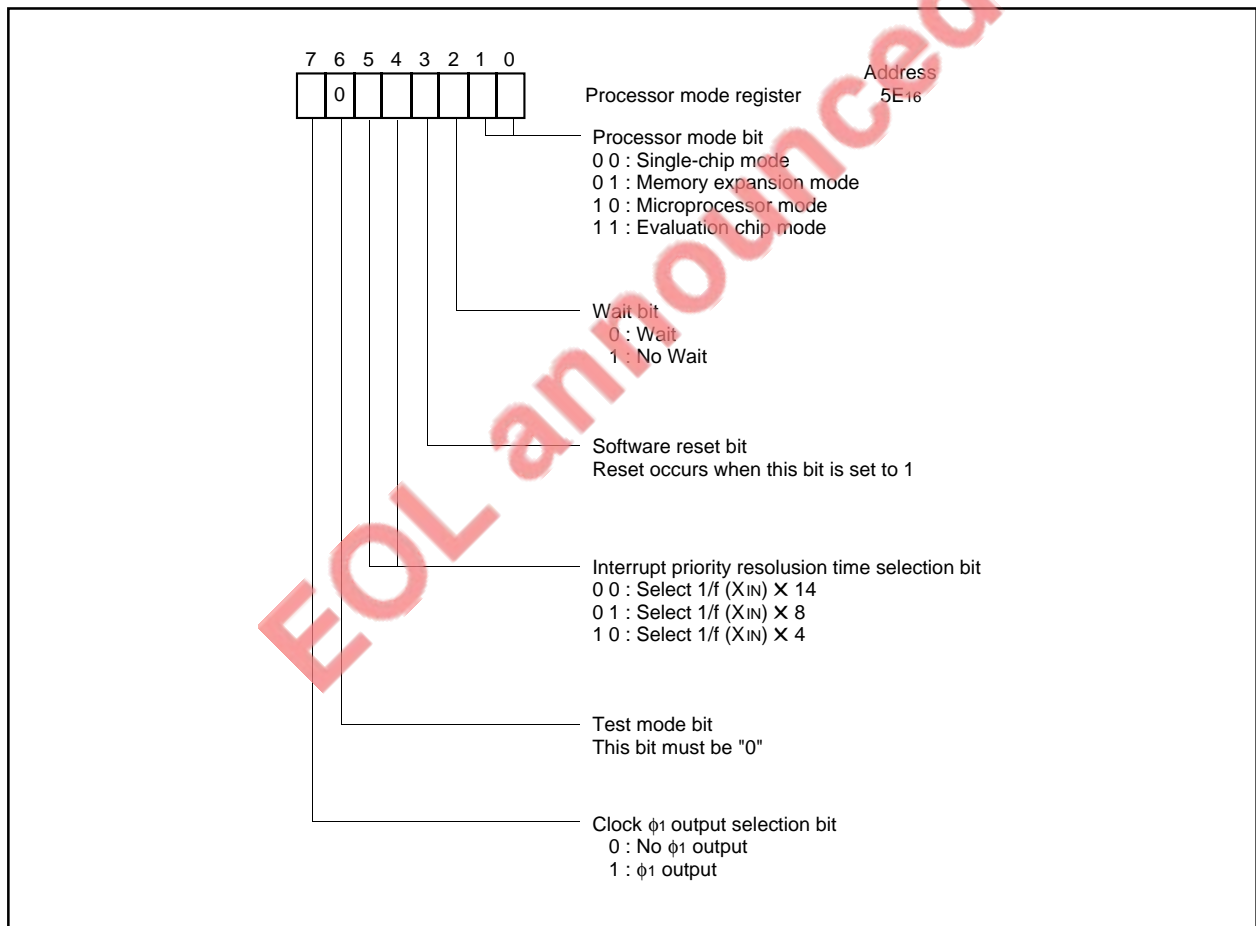 7 6 5 4 3 2 1 0
0
Processor mode register
Address
5E16
Processor mode bit
0 0 : Single-chip mode
0 1 : Memory expansion mode
1 0 : Microprocessor mode
1 1 : Evaluation chip mode
Wait bit
0 : Wait
1 : No Wait
Software reset bit
Reset occurs when this bit is set to 1
Interrupt priority resolusion time selection bit
0 0 : Select 1/f (XIN) × 14
0 1 : Select 1/f (XIN) × 8
1 0 : Select 1/f (XIN) × 4
Test mode bit
This bit must be "0"
Clock ϕ1 output selection bit
0 : No ϕ1 output
1 : ϕ1 output
EOL announced